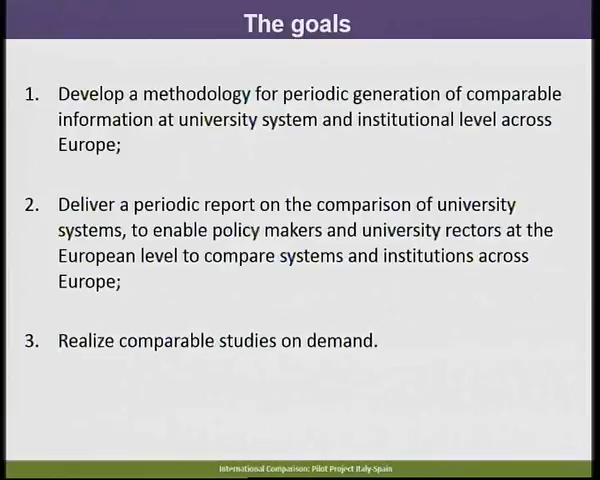 The goals
1. Develop a methodology for periodic generation of comparable
information at university system and institutional level across
Europe;
2. Deliver a periodic report on the comparison of university
systems, to enable policy makers and university rectors at the
European level to compare systems and institutions across
Europe;
3. Realize comparable studies on demand.
International Comparison: Pilot Project Italy-Spain